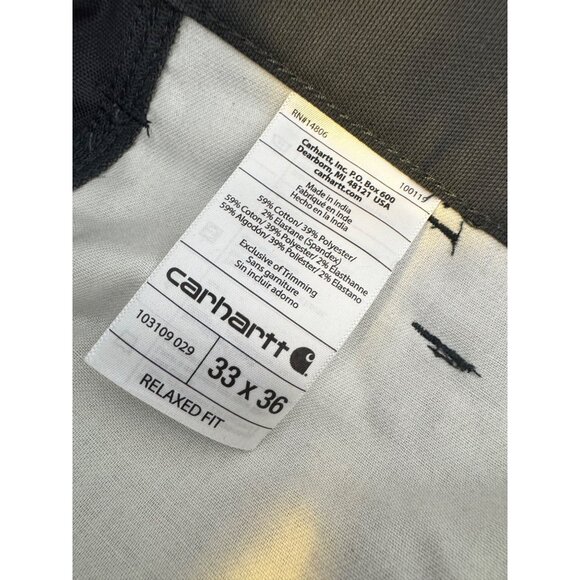 RN#14806
Carhartt, Inc. P.O. Box 600
Dearborn, MI 48121 USA
carhartt.com
Made in India
Fabriqué en Inde
Hecho en la India
59% Cotton/ 39% Polyester/
2% Elastane (Spandex)
59% Coton/ 39% Polyester/ 2% Elasthanne
59% Algodón/ 39% Poliéster/ 2% Elastano
Exclusive of Trimming
Sans garniture
Sin incluir adorno
carhartt
103109 029
33 x 36
RELAXED FIT